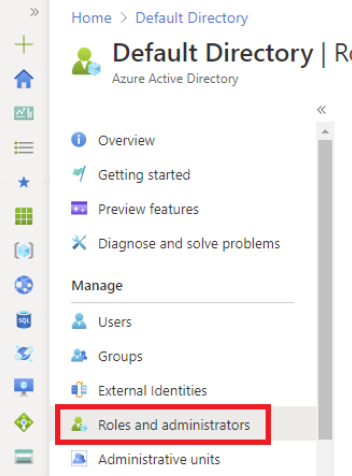 Home > Default Directory
Default Directory |
Azure Active Directory
Overview
Getting started
Preview features
Diagnose and solve problems
Manage
Users
Groups
External Identities
Roles and administrators
Administrative units
SQL